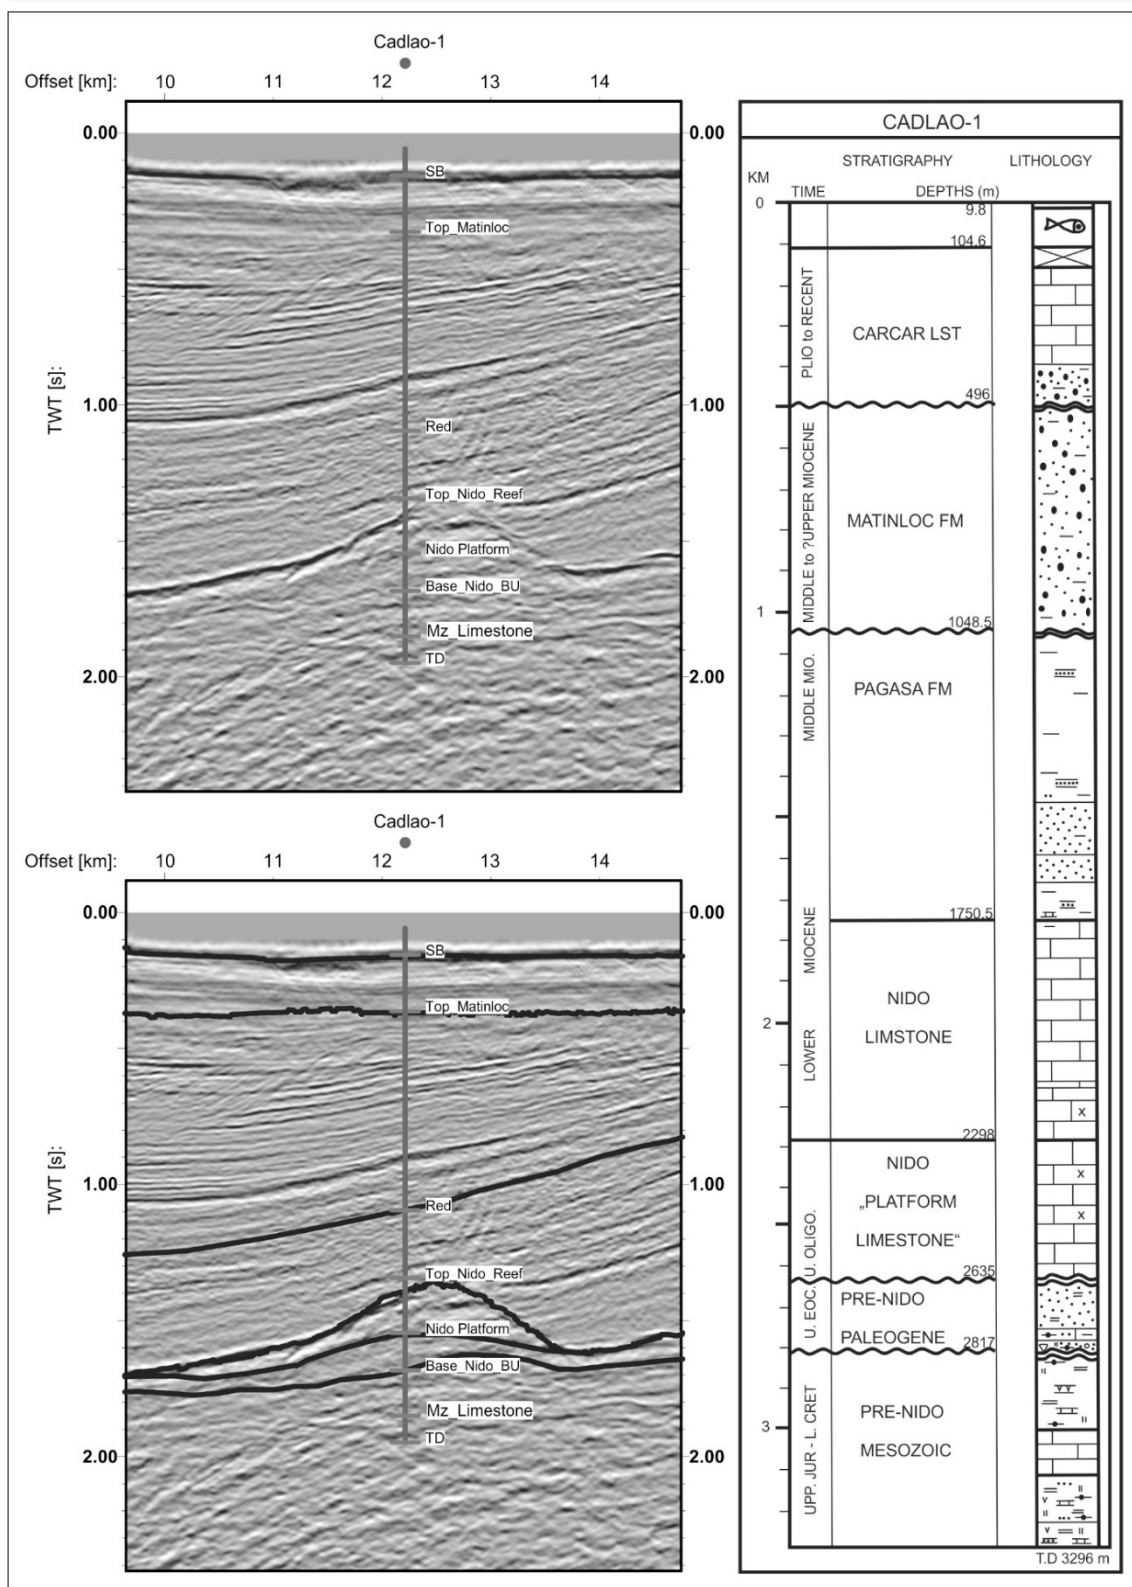 Cadlao-1
Offset [km]: 10 11 12 13 14
0.00 0.00
SB
Top_Matinloc
TWT [s]:
1.00 1.00
Red
Top_Nido_Reef
Nido Platform
Base_Nido_BU
Mz_Limestone
TD
2.00 2.00
Cadlao-1
Offset [km]: 10 11 12 13 14
0.00 0.00
SB
Top_Matinloc
TWT [s]:
1.00 1.00
Red
Top_Nido_Reef
Nido Platform
Base_Nido_BU
Mz_Limestone
TD
2.00 2.00
CADLAO-1
STRATIGRAPHY LITHOLOGY
KM
TIME DEPTHS (m)
0
9.8
104.6
PLIO to RECENT
CARCAR LST
496
MIDDLE to ?UPPER MIOCENE
MATINLOC FM
1
1048.5
MIDDLE MIO.
PAGASA FM
1750.5
LOWER MIOCENE
NIDO
LIMSTONE
2
2298
U. OLIGO.
NIDO
„PLATFORM
LIMESTONE“
2635
U. EOC.
PRE-NIDO
PALEOGENE
2817
UPP. JUR - L. CRET
PRE-NIDO
MESOZOIC
3
T.D 3296 m